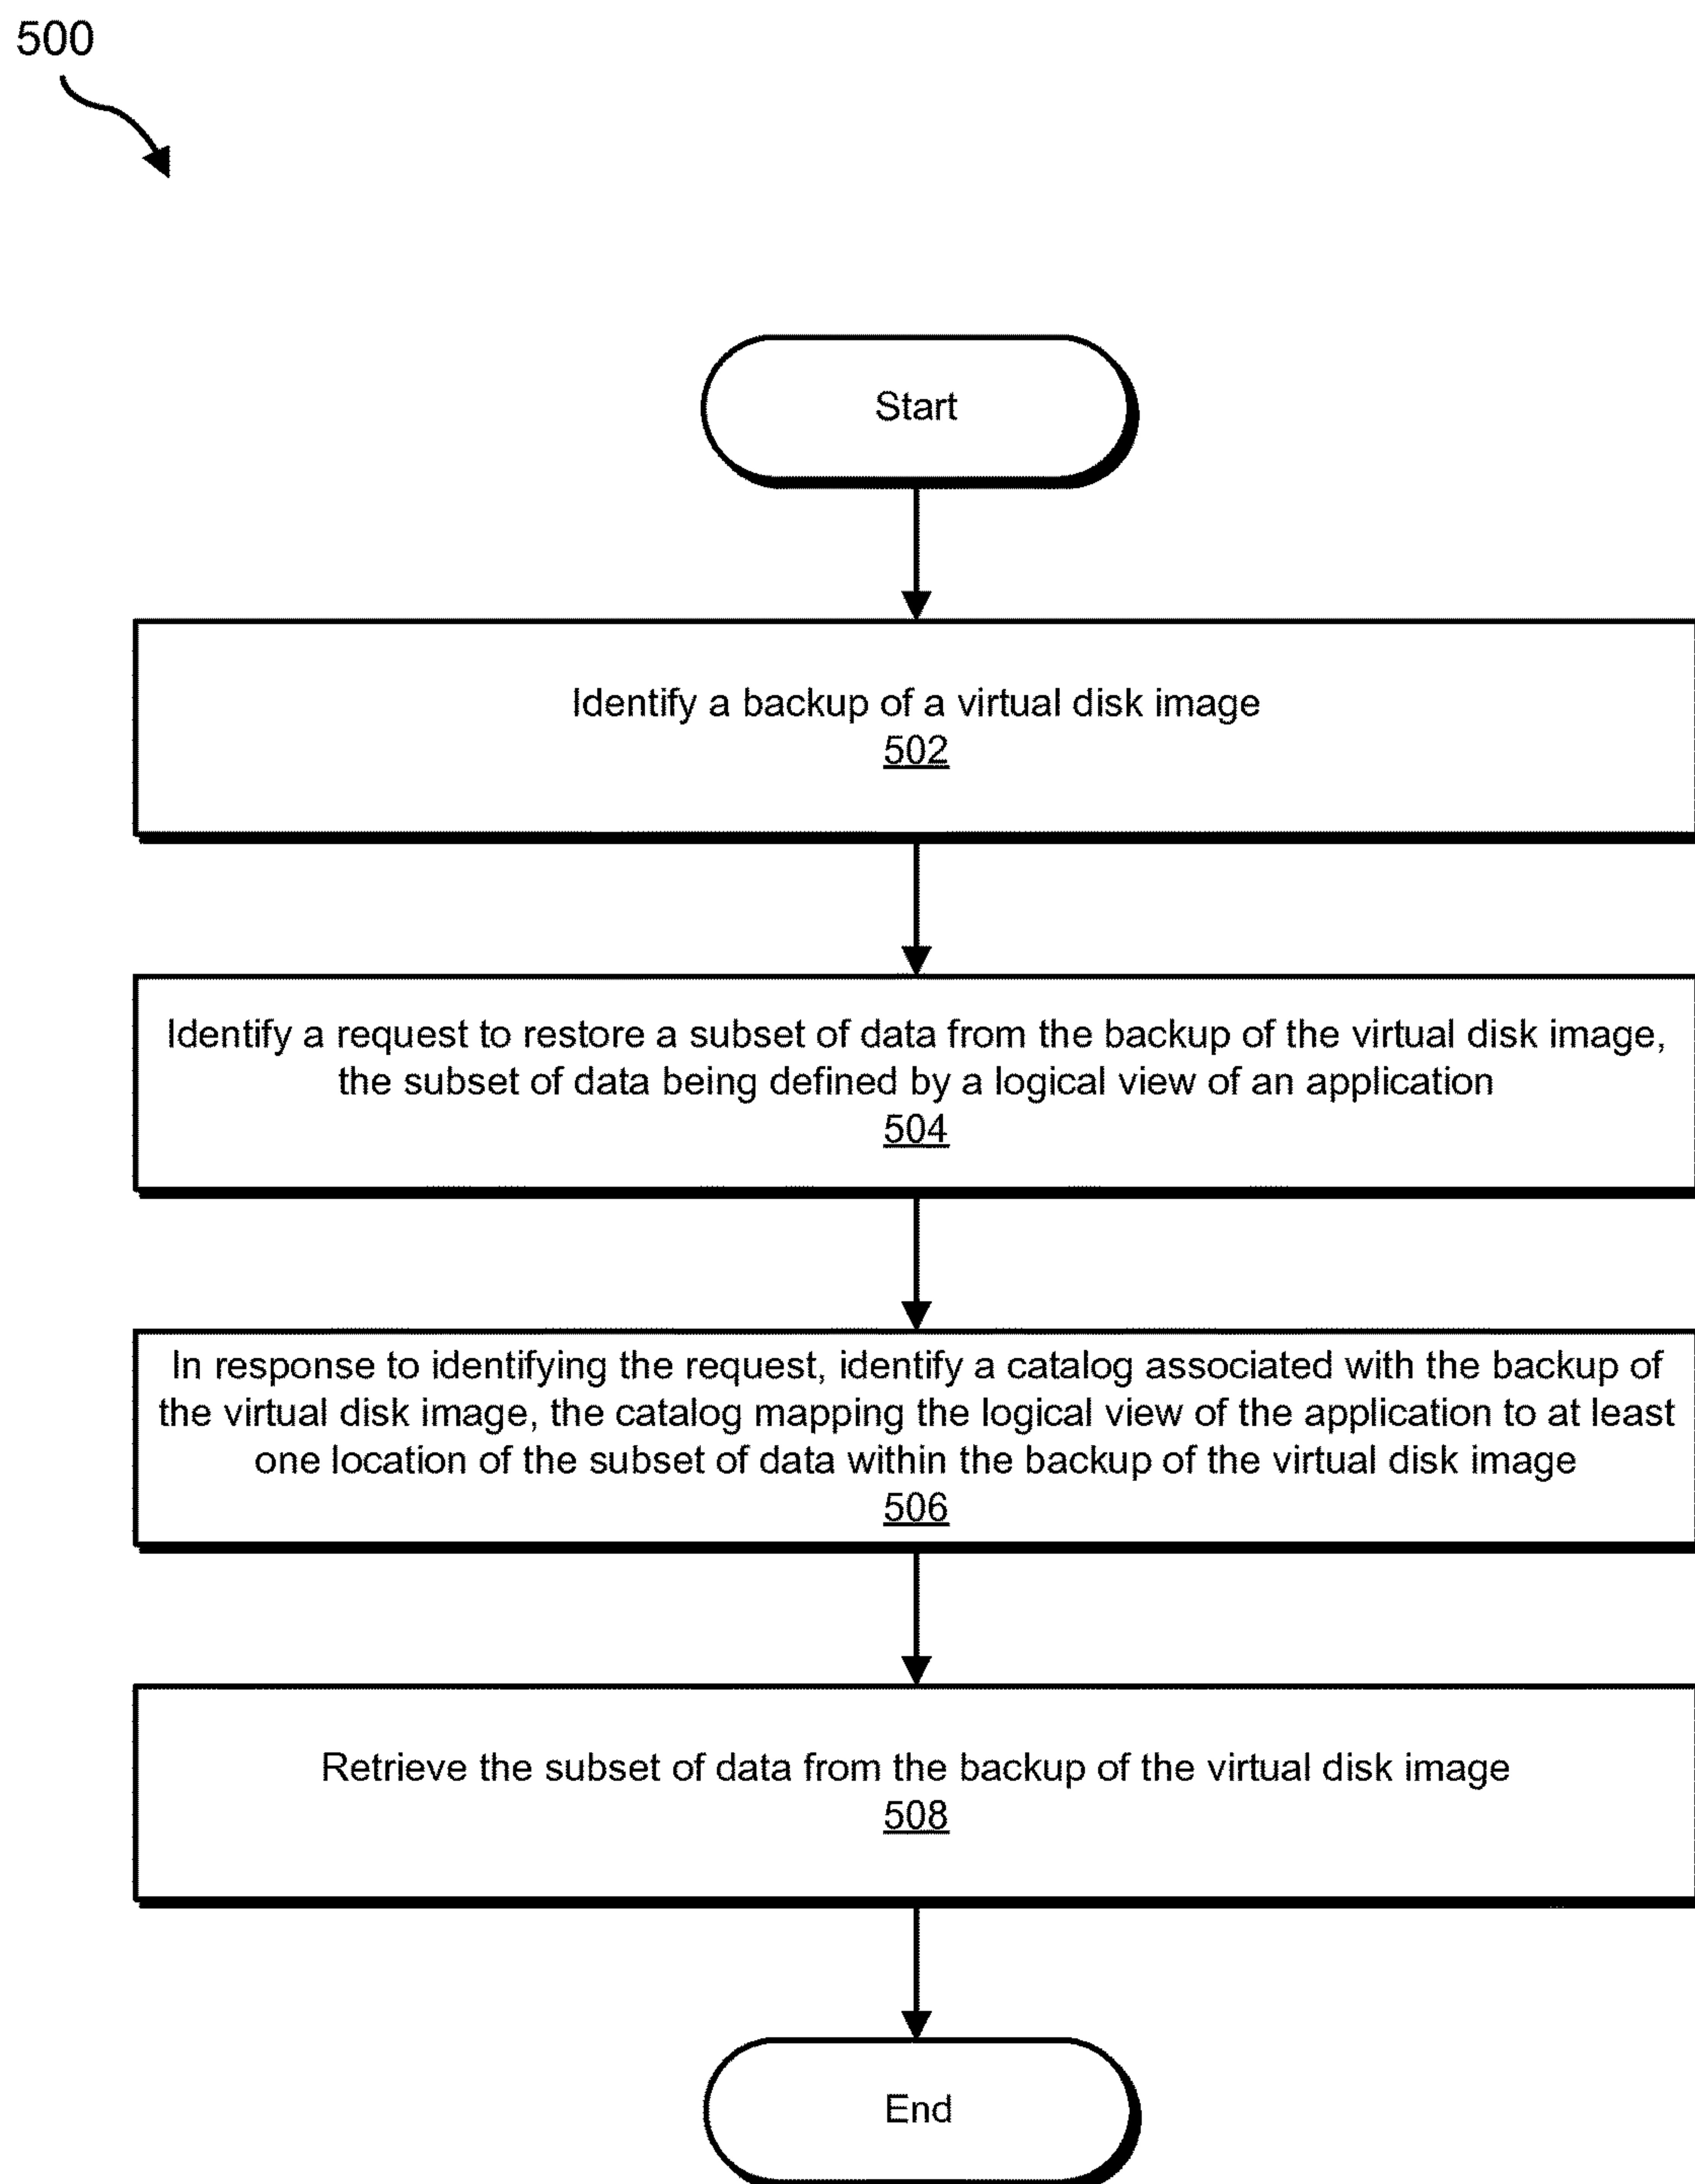 500
Start
Identify a backup of a virtual disk image
502
Identify a request to restore a subset of data from the backup of the virtual disk image,
the subset of data being defined by a logical view of an application
504
In response to identifying the request, identify a catalog associated with the backup of
the virtual disk image, the catalog mapping the logical view of the application to at least
one location of the subset of data within the backup of the virtual disk image
506
Retrieve the subset of data from the backup of the virtual disk image
508
End